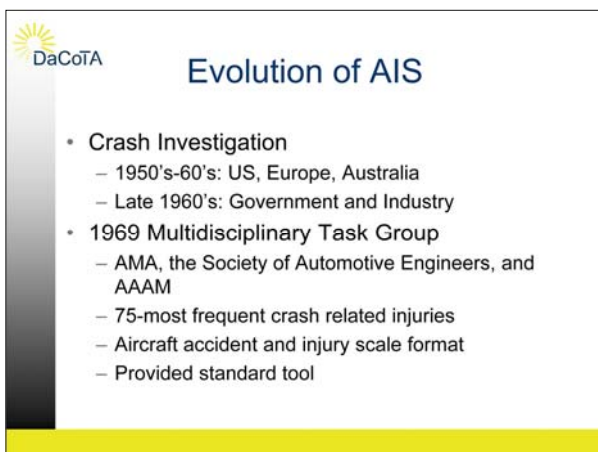 DaCoTA
Evolution of AIS
• Crash Investigation
– 1950's-60's: US, Europe, Australia
– Late 1960's: Government and Industry
• 1969 Multidisciplinary Task Group
– AMA, the Society of Automotive Engineers, and
AAAM
– 75-most frequent crash related injuries
– Aircraft accident and injury scale format
– Provided standard tool